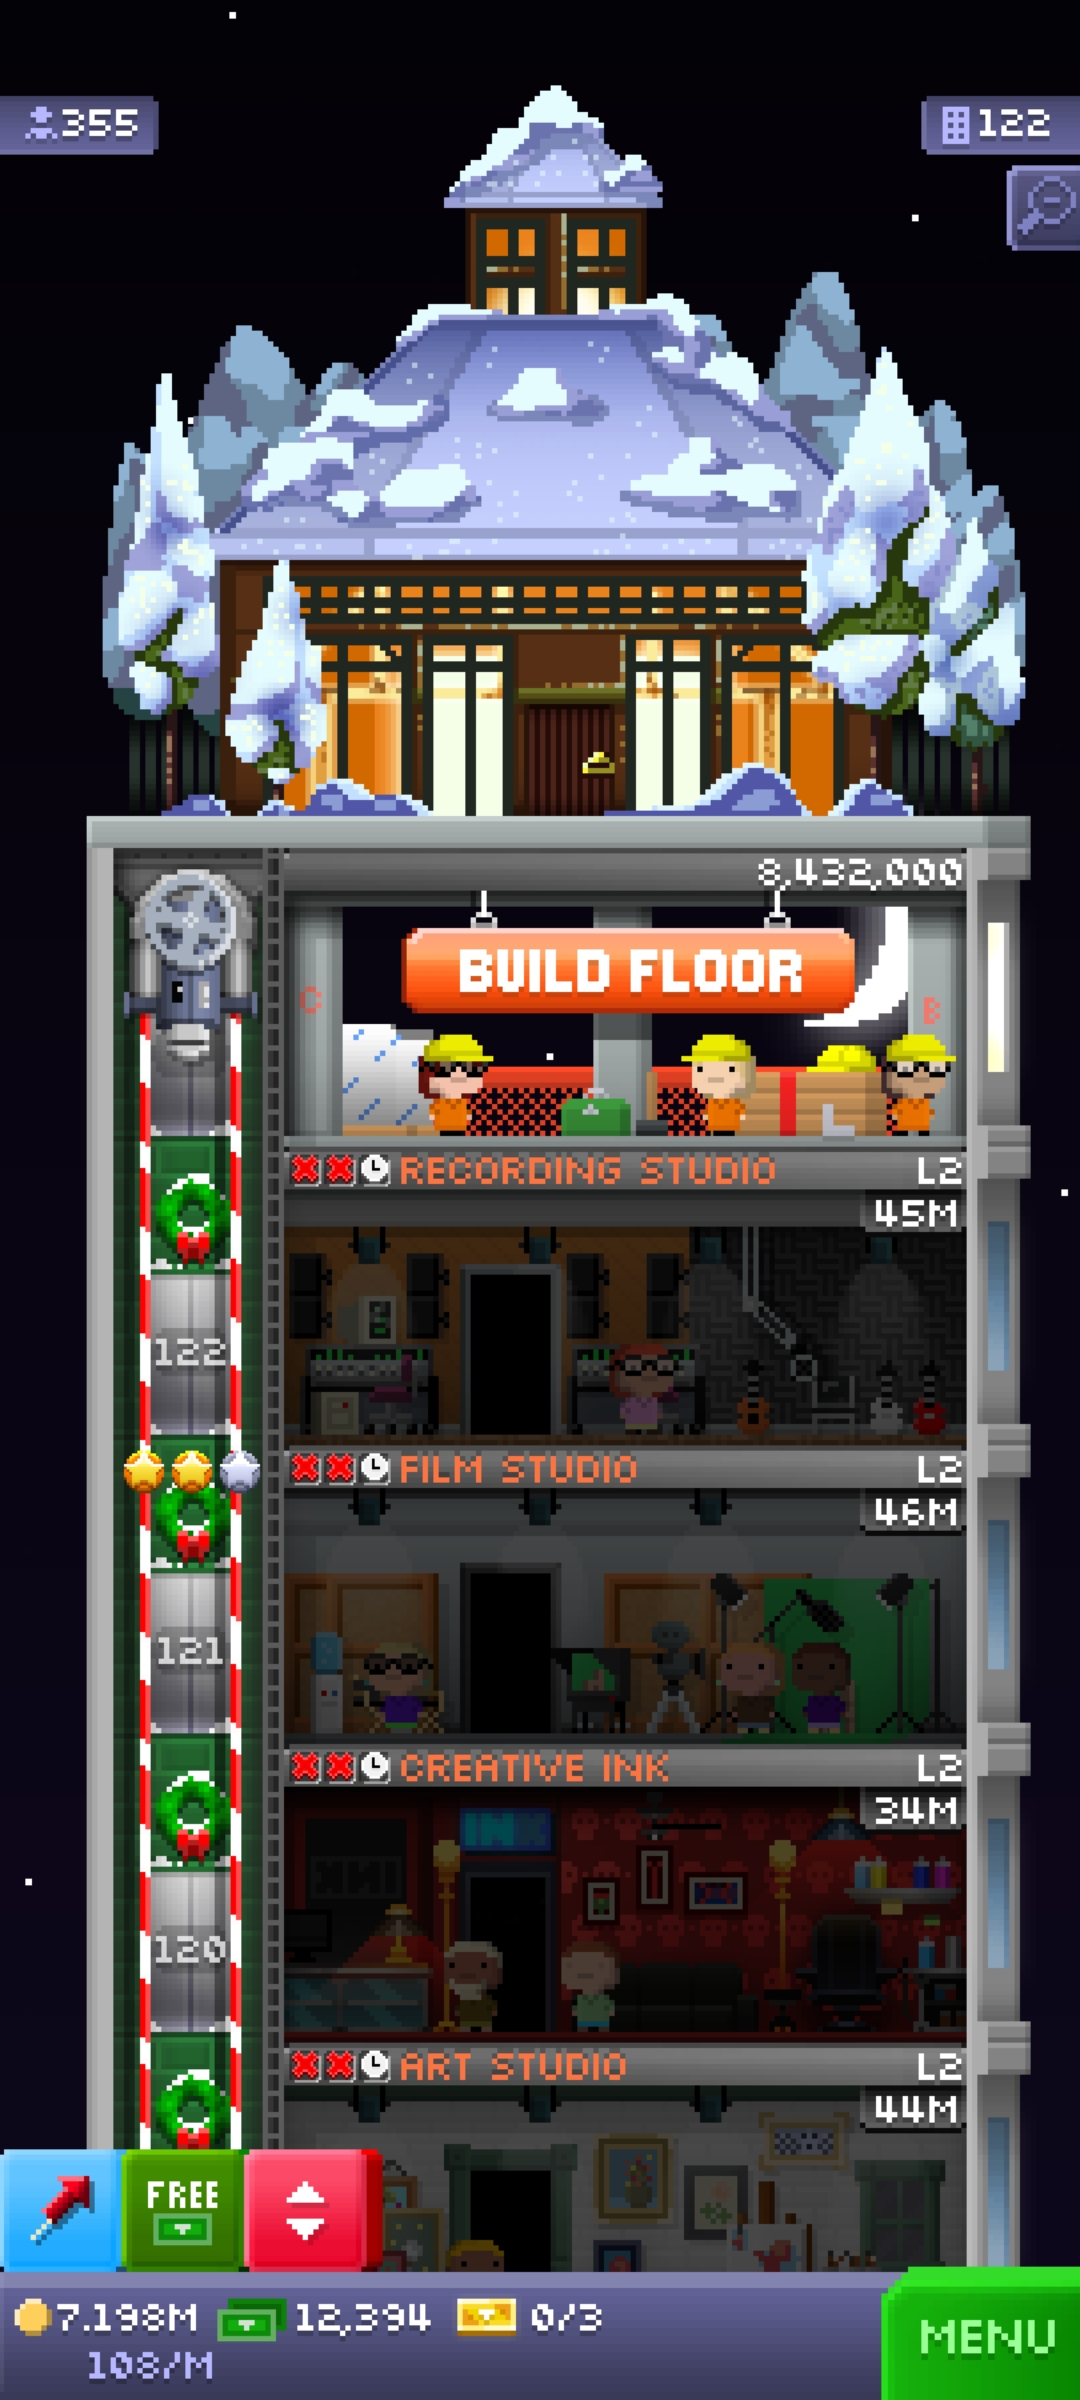 355
122
8,432,000
BUILD FLOOR
C
B
L
RECORDING STUDIO L2
45M
122
FILM STUDIO L2
46M
121
CREATIVE INK L2
34M
INK
120
ART STUDIO L2
44M
FREE
7.198M 12,394 0/3
108/M
MENU